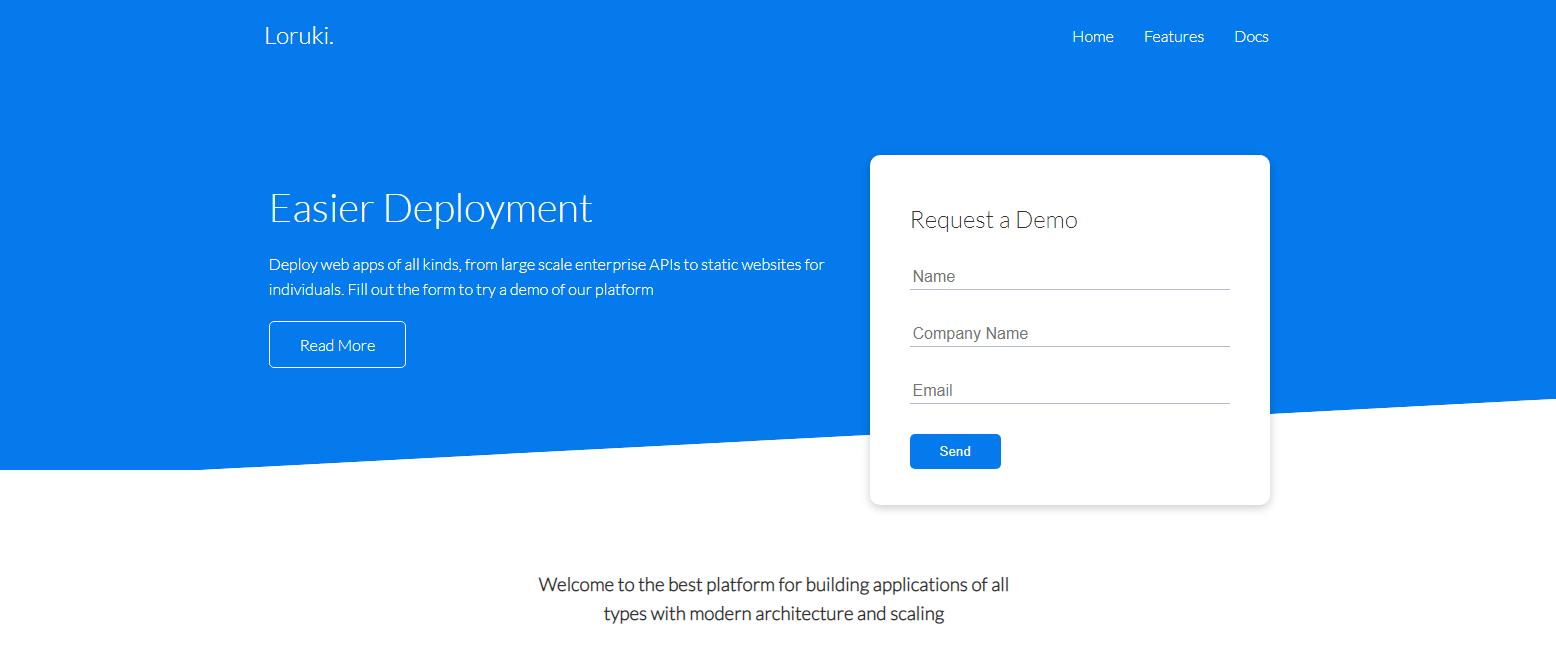 Loruki.
Home Features Docs
Easier Deployment
Deploy web apps of all kinds, from large scale enterprise APIs to static websites for
individuals. Fill out the form to try a demo of our platform
Read More
Request a Demo
Name
Company Name
Email
Send
Welcome to the best platform for building applications of all
types with modern architecture and scaling